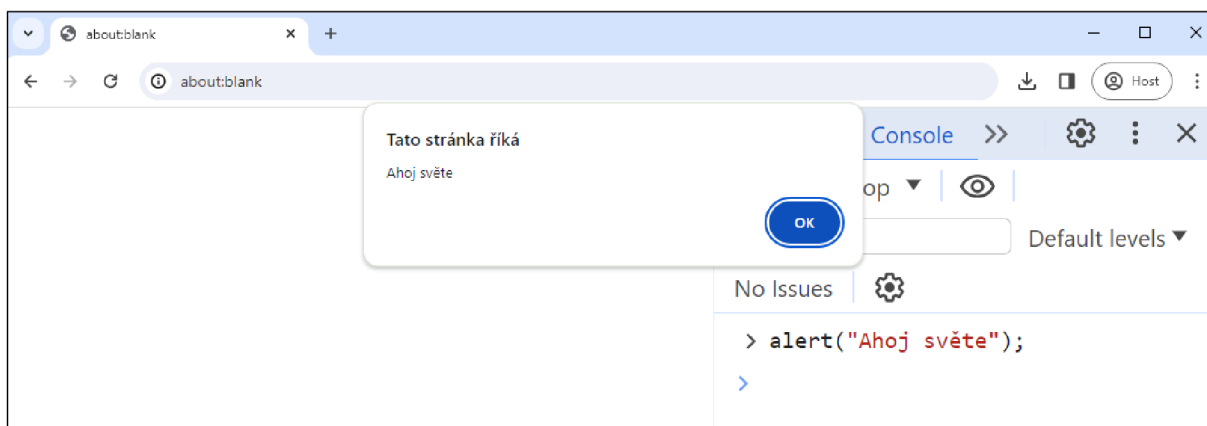 about:blank
about:blank
Host
Tato stránka říká
Ahoj světe
OK
Console
op
Default levels
No Issues
> alert("Ahoj světe");
>